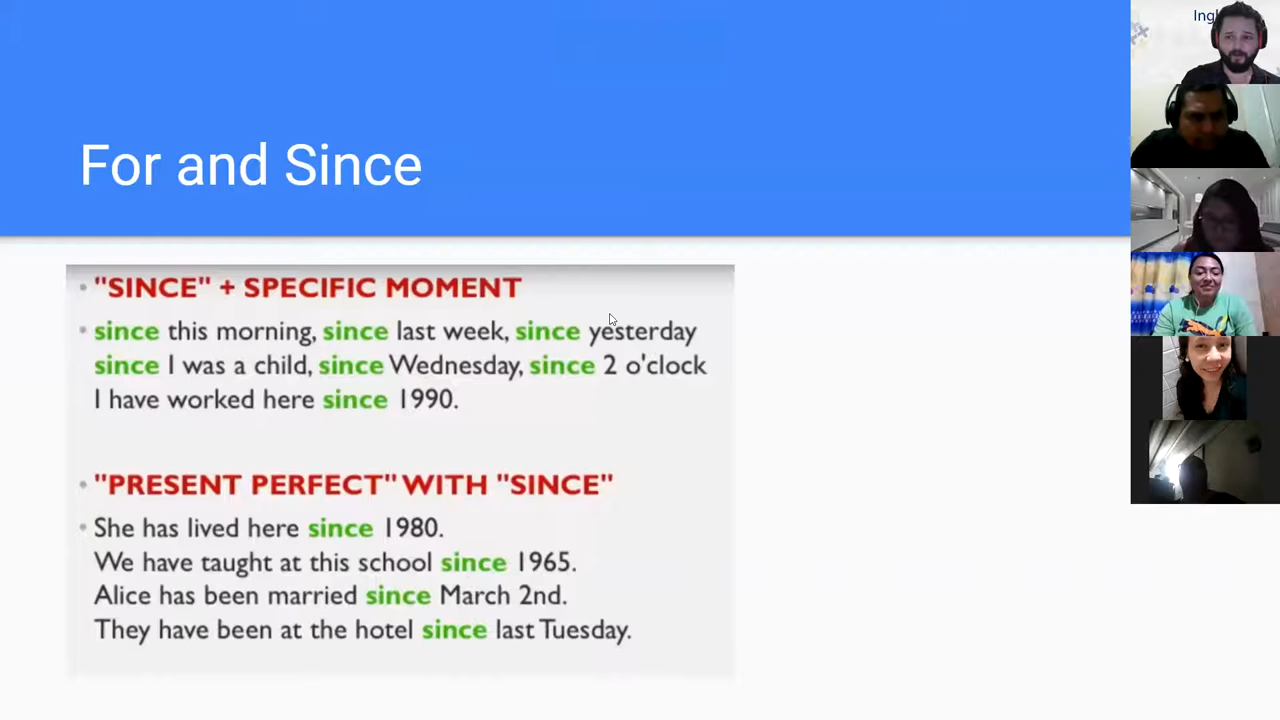 For and Since
"SINCE" + SPECIFIC MOMENT
since this morning, since last week, since yesterday
since I was a child, since Wednesday, since 2 o'clock
I have worked here since 1990.
"PRESENT PERFECT" WITH "SINCE"
She has lived here since 1980.
We have taught at this school since 1965.
Alice has been married since March 2nd.
They have been at the hotel since last Tuesday.